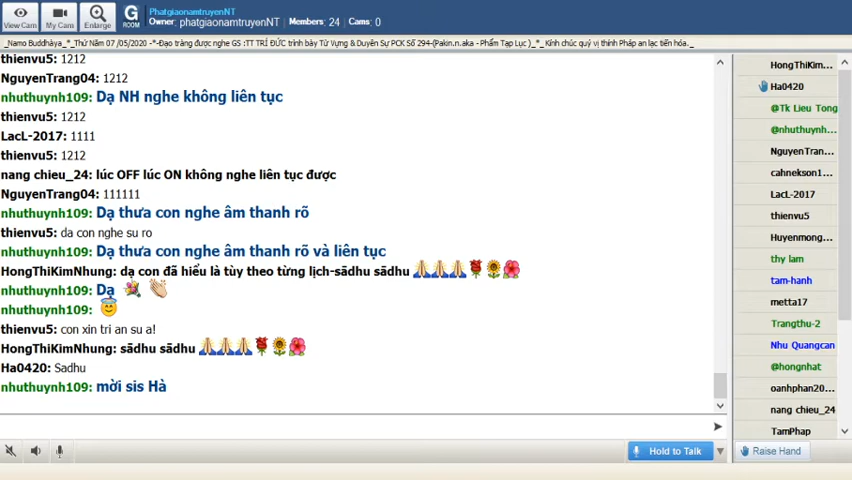 View Cam
My Cam
Enlarge
G
ROOM
PhatgiaonamtruyenNT
Owner: phatgiaonamtruyenNT Members: 24 Cams: 0
_Namo Buddhàya_*_Thứ Năm 07 /05/2020 -*-Đạo tràng được nghe GS :TT TRÍ ĐỨC trình bày Tứ Vựng & Duyên Sự PCK Số 294-(Pakin.n.aka - Phẩm Tạp Lục )_*_ Kính chúc quý vị thính Pháp an lạc tiến hóa._
thienvu5: 1212
NguyenTrang04: 1212
nhuthuynh109: Dạ NH nghe không liên tục
thienvu5: 1212
LacL-2017: 1111
thienvu5: 1212
nang chieu_24: lúc OFF lúc ON không nghe liên tục được
NguyenTrang04: 111111
nhuthuynh109: Dạ thưa con nghe âm thanh rõ
thienvu5: da con nghe su ro
nhuthuynh109: Dạ thưa con nghe âm thanh rõ và liên tục
HongThiKimNhung: dạ con đã hiểu là tùy theo từng lịch-sādhu sādhu
nhuthuynh109: Dạ
nhuthuynh109:
thienvu5: con xin tri an su a!
HongThiKimNhung: sādhu sādhu
Ha0420: Sadhu
nhuthuynh109: mời sis Hà
HongThiKim...
Ha0420
@Tk Lieu Tong
@nhuthuynh...
NguyenTran...
cahnekson1...
LacL-2017
thienvu5
Huyenmong...
thy lam
tam-hanh
metta17
Trangthu-2
Nhu Quangcan
@hongnhat
oanhphan20...
nang chieu_24
TamPhap
Hold to Talk
Raise Hand